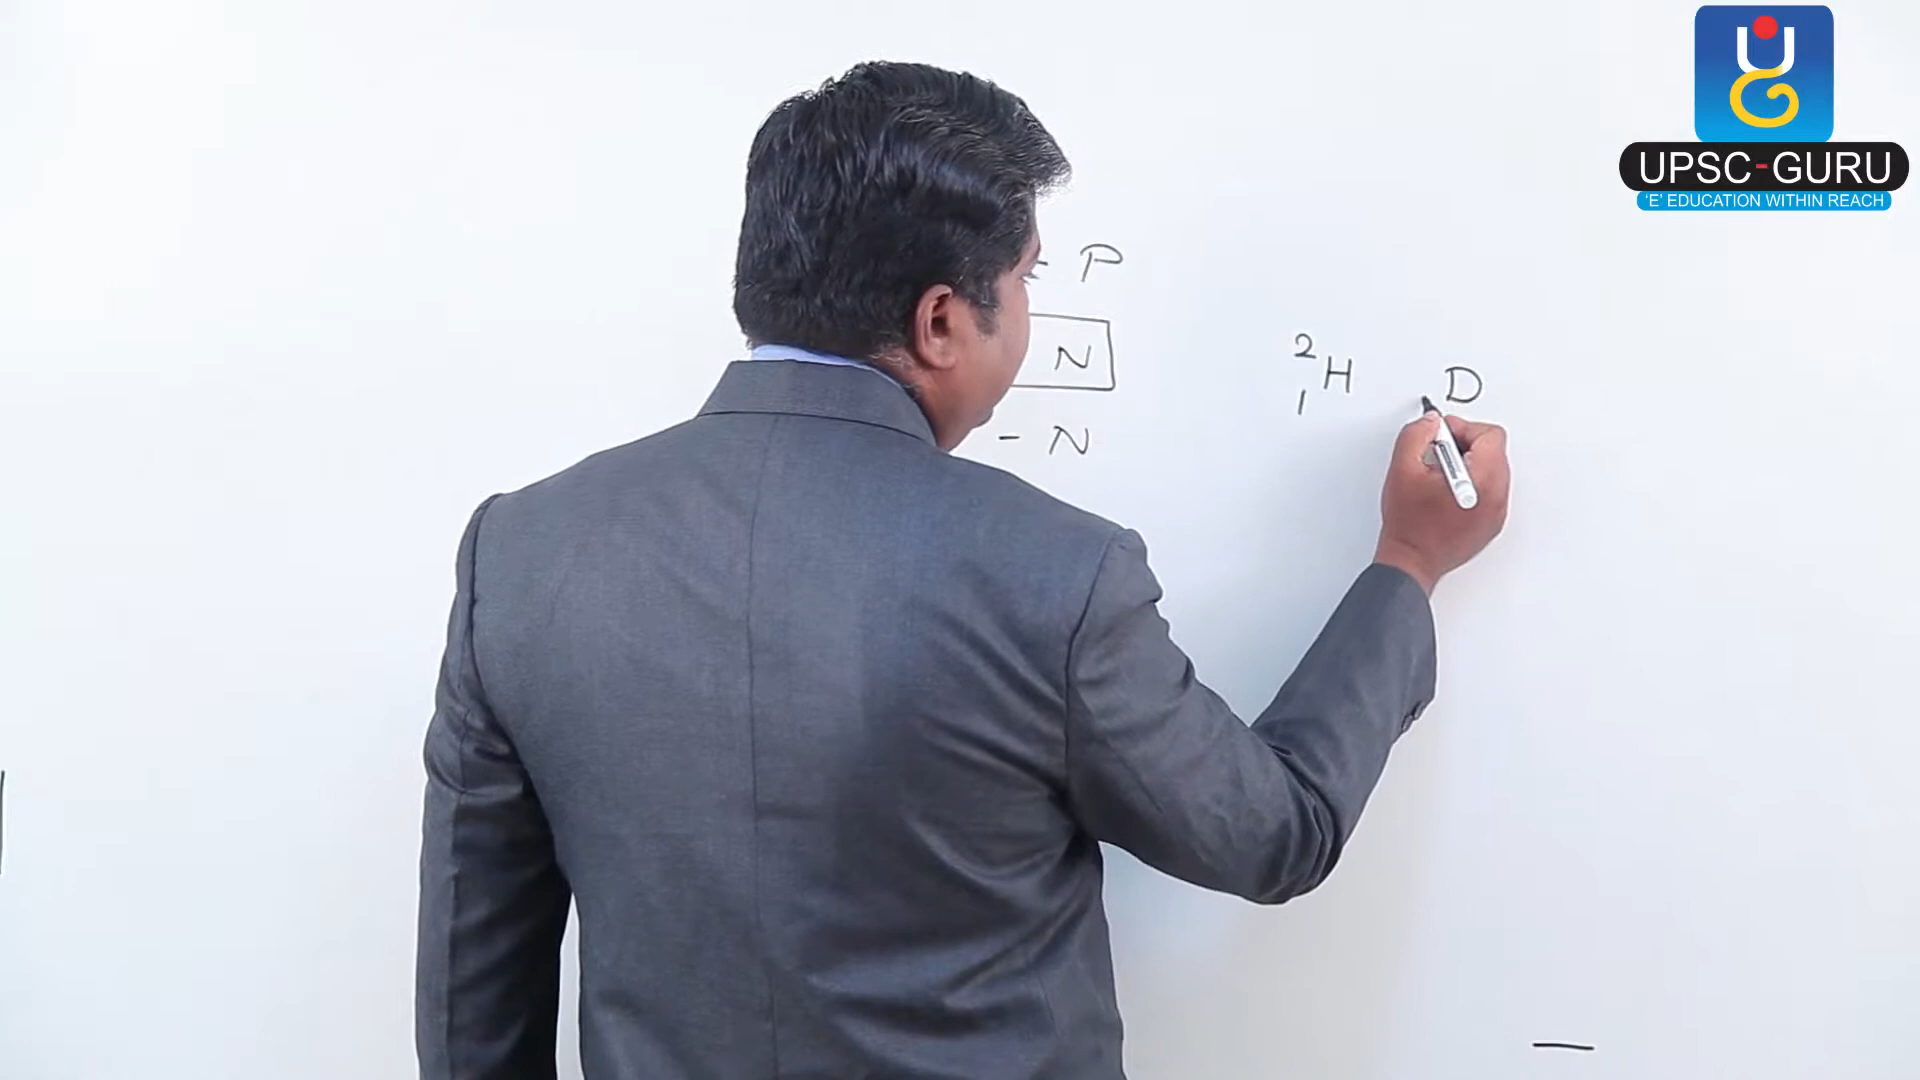 UPSC-GURU
'E' EDUCATION WITHIN REACH
- P
N
- N
2
1 H D